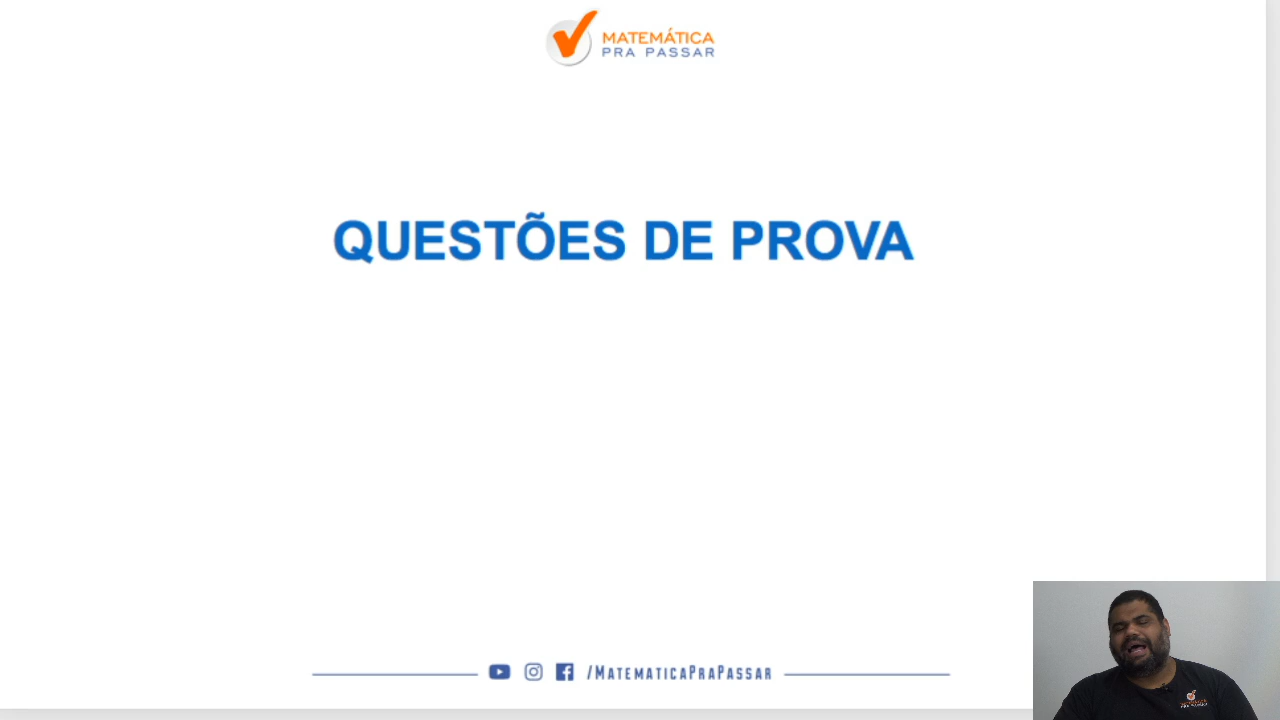 MATEMÁTICA
PRA PASSAR
QUESTÕES DE PROVA
/MATEMATICAPRAPASSAR